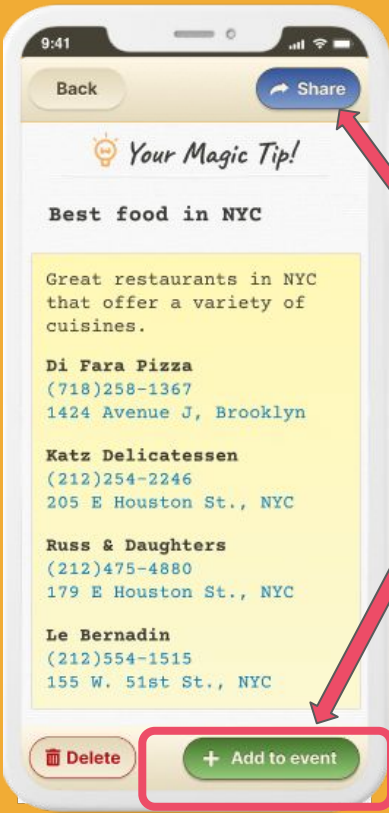 9:41
Back
Share
Your Magic Tip!
Best food in NYC
Great restaurants in NYC
that offer a variety of
cuisines.
Di Fara Pizza
(718)258-1367
1424 Avenue J, Brooklyn
Katz Delicatessen
(212)254-2246
205 E Houston St., NYC
Russ & Daughters
(212)475-4880
179 E Houston St., NYC
Le Bernadin
(212)554-1515
155 W. 51st St., NYC
Delete
+ Add to event